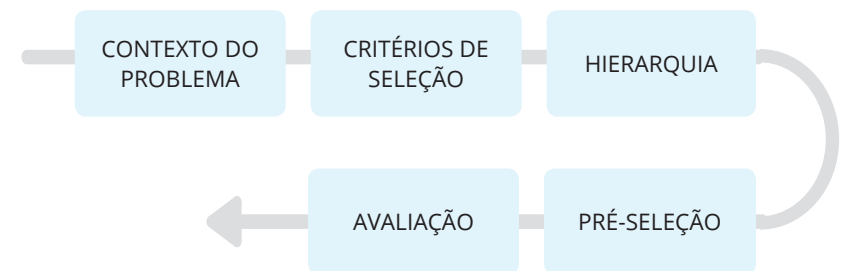 CONTEXTO DO
PROBLEMA
CRITÉRIOS DE
SELEÇÃO
HIERARQUIA
PRÉ-SELEÇÃO
AVALIAÇÃO